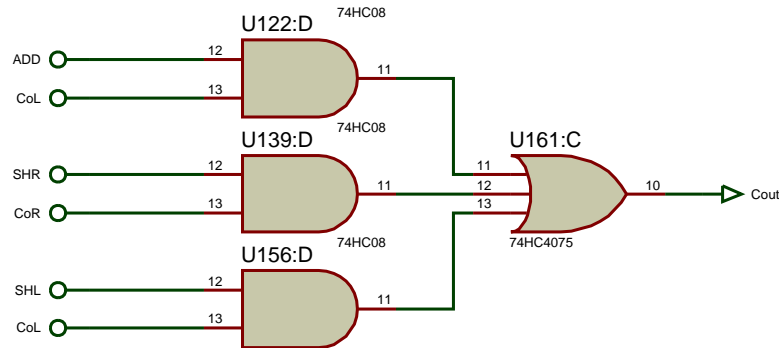 U122:D
74HC08
ADD
12
CoL
13
11
U139:D
74HC08
SHR
12
CoR
13
11
U156:D
74HC08
SHL
12
CoL
13
11
U161:C
11
12
13
10
74HC4075
Cout